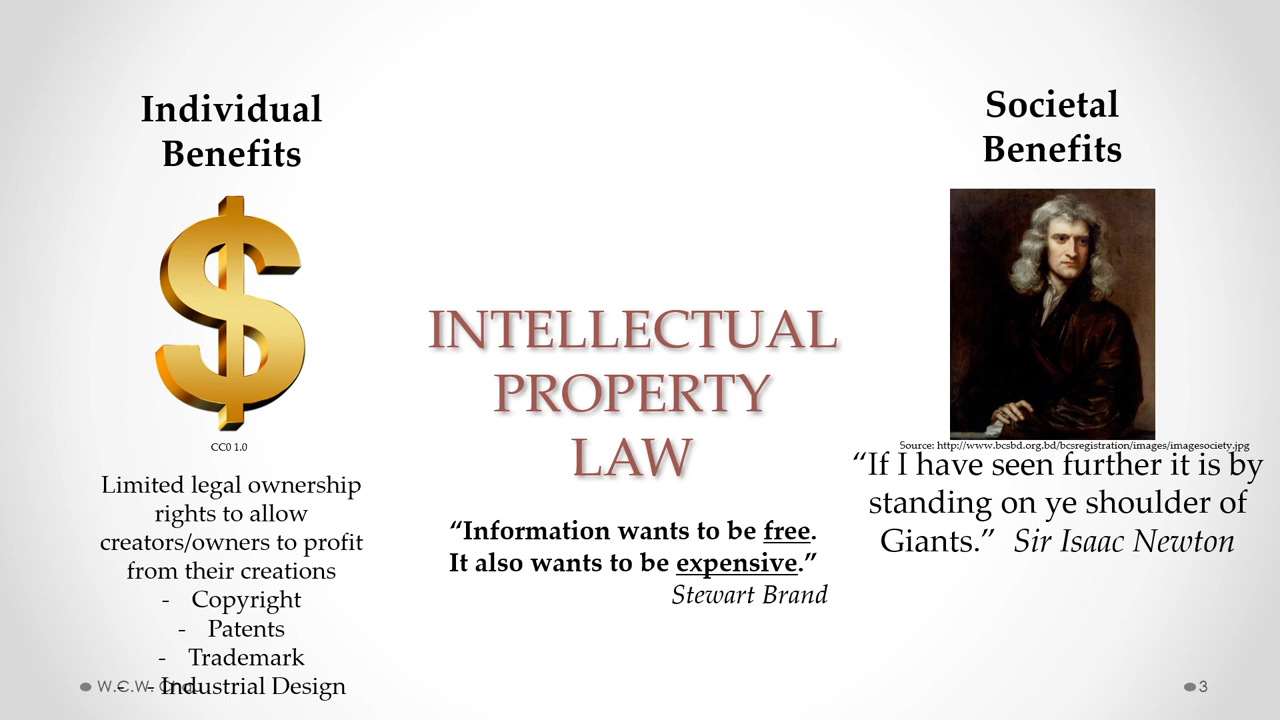 Individual
Benefits
CC0 1.0
Limited legal ownership
rights to allow
creators/owners to profit
from their creations
- Copyright
- Patents
- Trademark
- Industrial Design
INTELLECTUAL
PROPERTY
LAW
“Information wants to be free.
It also wants to be expensive.”
Stewart Brand
Societal
Benefits
Source: http://www.bcsbd.org.bd/bcsregistration/images/imagesociety.jpg
“If I have seen further it is by
standing on ye shoulder of
Giants.” Sir Isaac Newton
W.C.W.
3